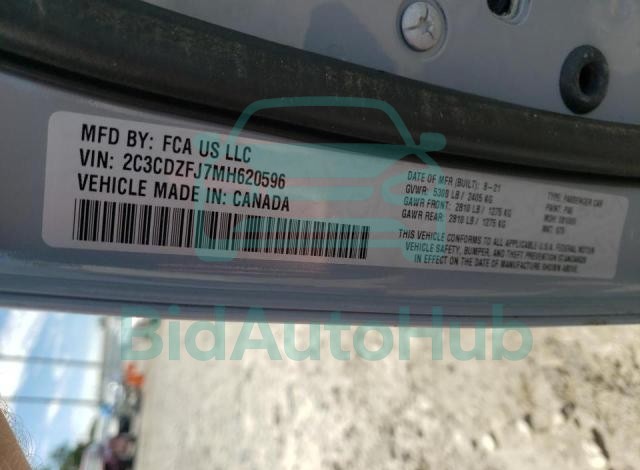 MFD BY: FCA US LLC
VIN: 2C3CDZFJ7MH620596
VEHICLE MADE IN: CANADA
DATE OF MFR (BUILT): 8-21
GVWR: 5300 LB / 2405 KG
GAWR FRONT: 2810 LB / 1275 KG
GAWR REAR: 2810 LB / 1275 KG
TYPE: PASSENGER CAR
THIS VEHICLE CONFORMS TO ALL APPLICABLE U.S.A. FEDERAL MOTOR
VEHICLE SAFETY, BUMPER, AND THEFT PREVENTION STANDARDS
IN EFFECT ON THE DATE OF MANUFACTURE SHOWN ABOVE.
BidAutoHub